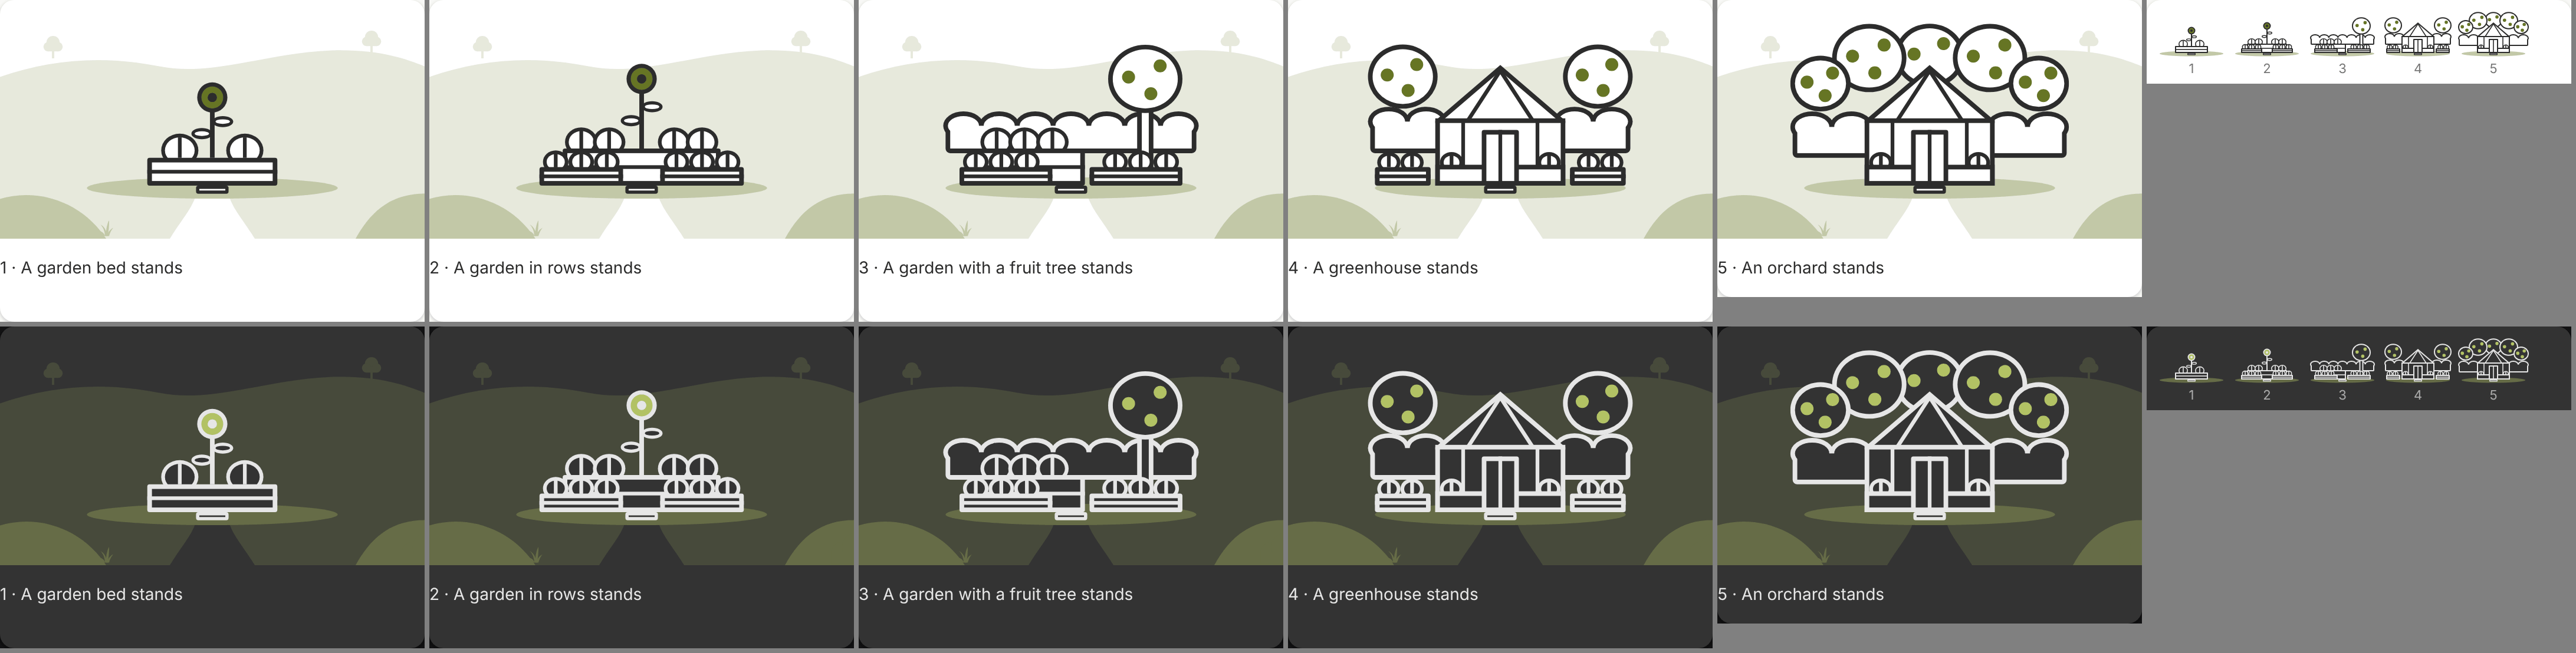 1 · A garden bed stands
2 · A garden in rows stands
3 · A garden with a fruit tree stands
4 · A greenhouse stands
5 · An orchard stands
1 2 3 4 5
1 · A garden bed stands
2 · A garden in rows stands
3 · A garden with a fruit tree stands
4 · A greenhouse stands
5 · An orchard stands
1 2 3 4 5